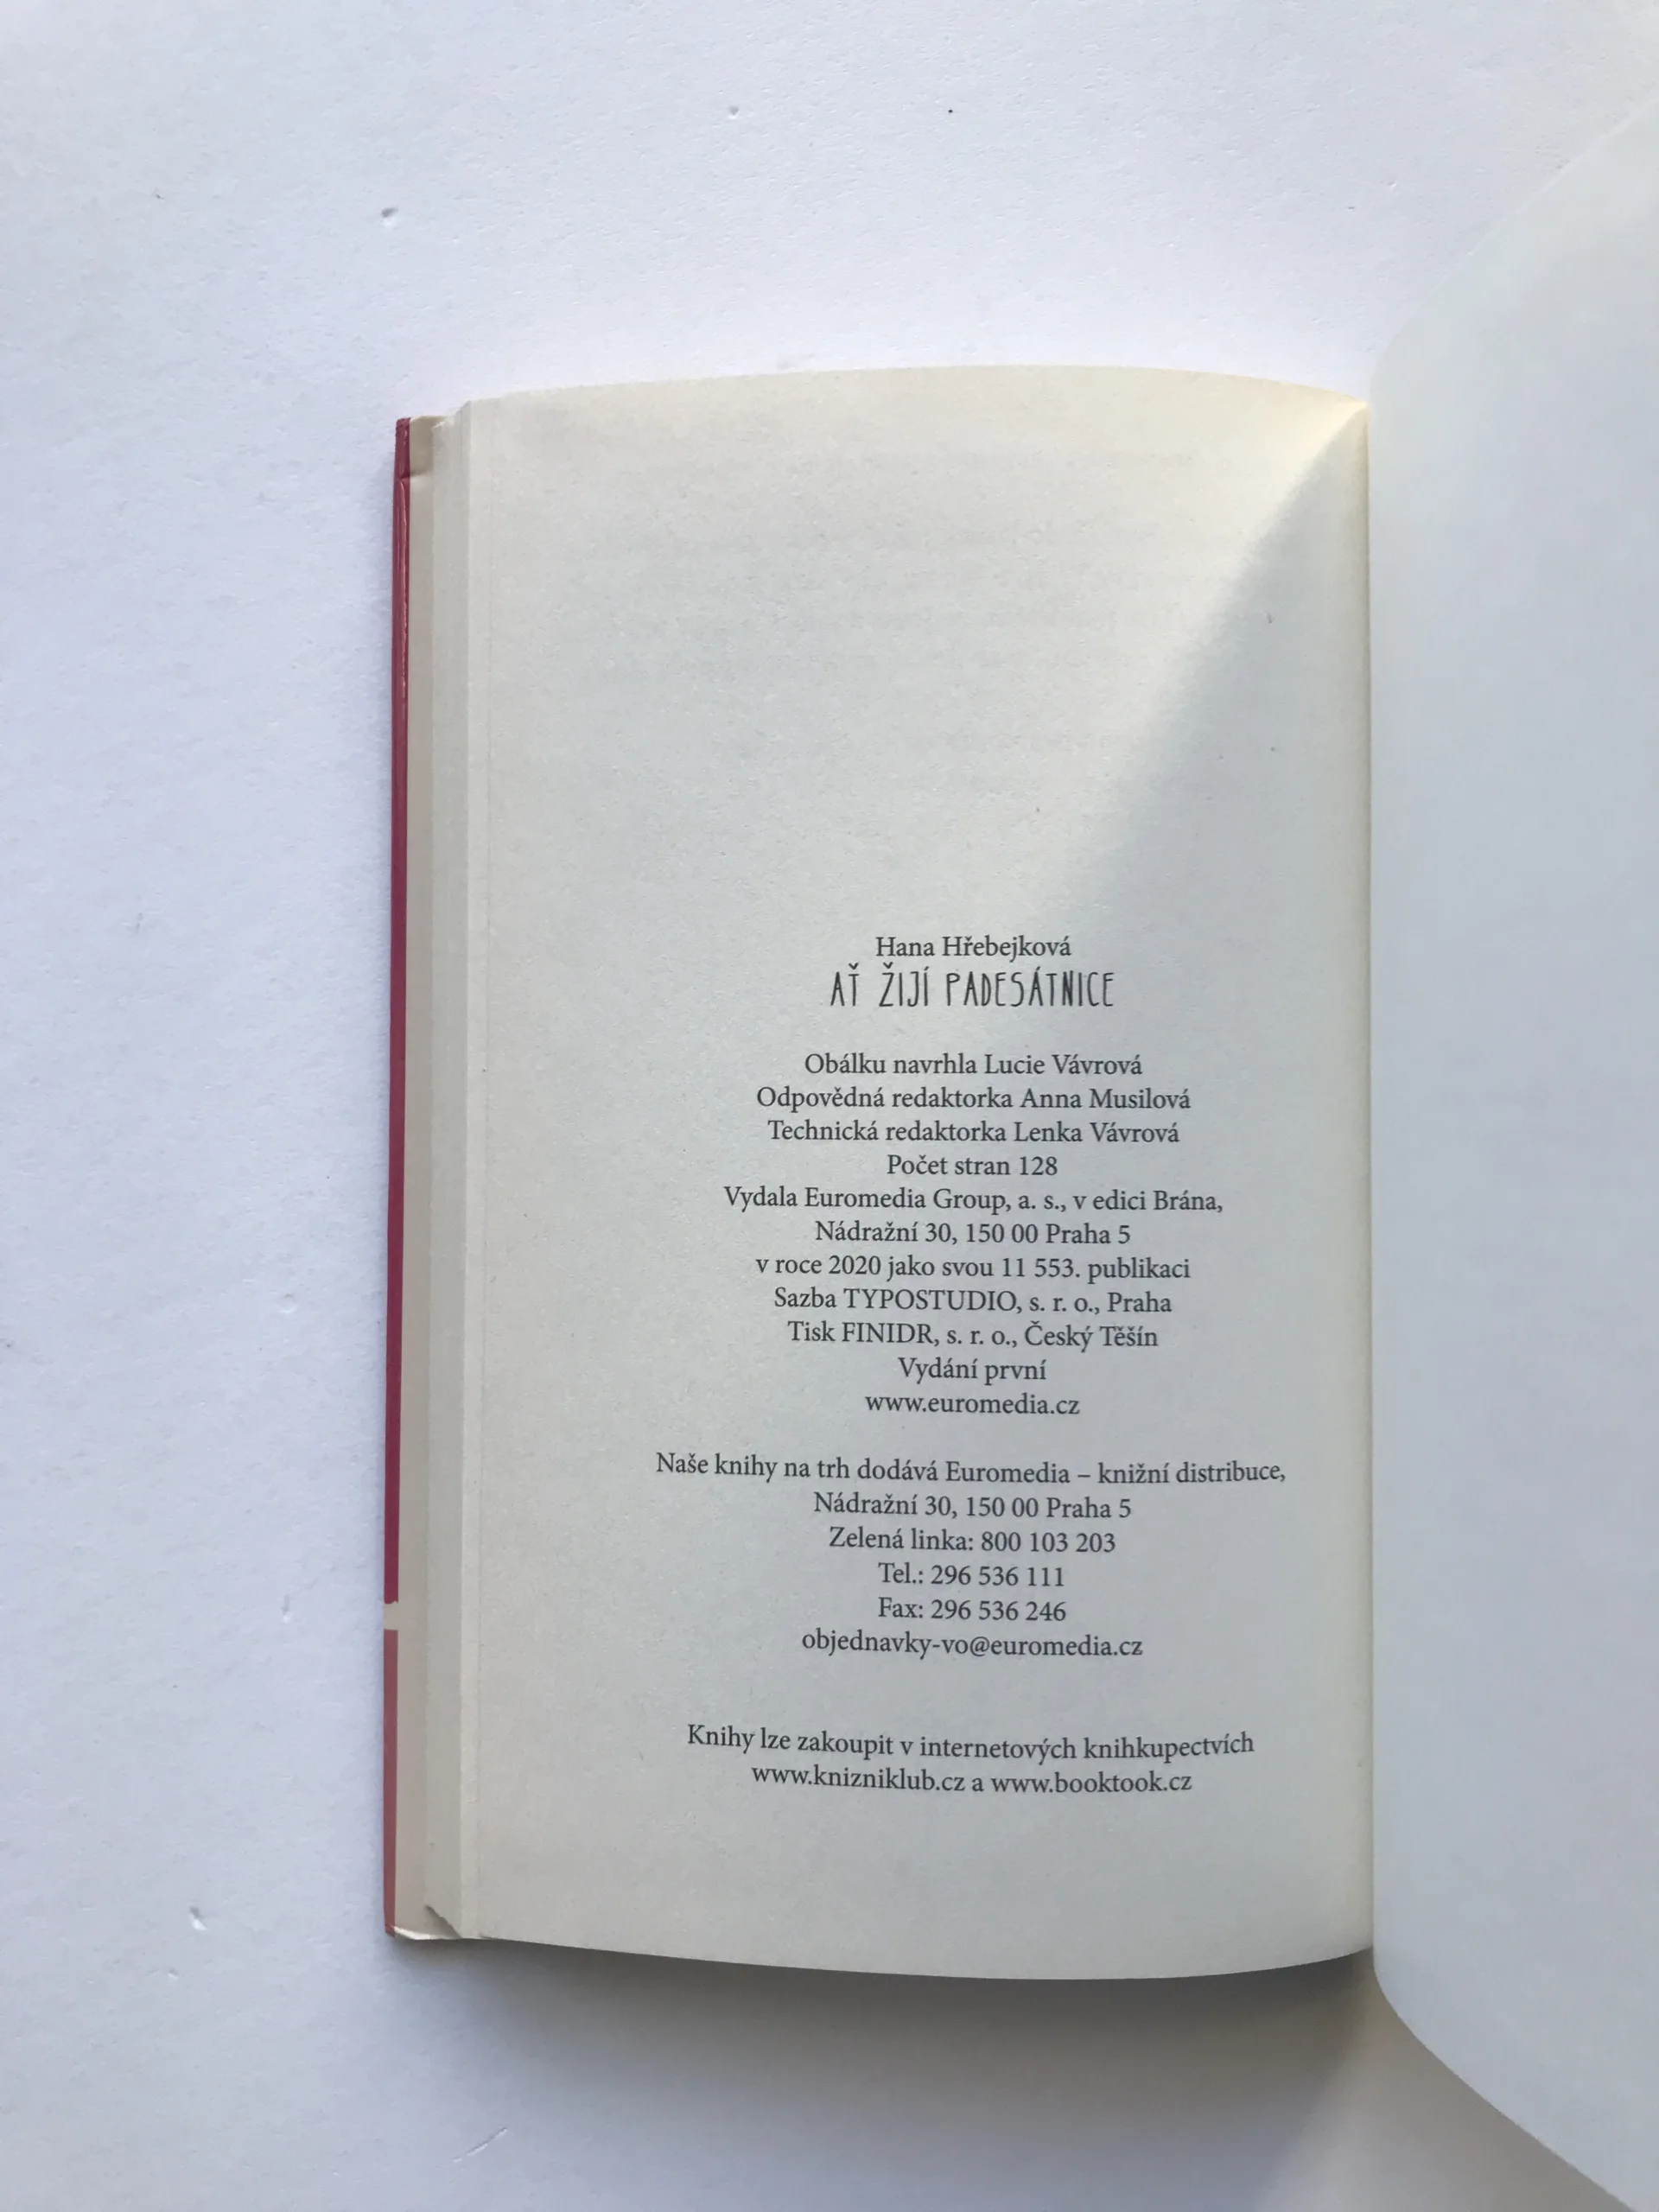 Hana Hřebejková
AŤ ŽIJÍ PADESÁTNICE
Obálku navrhla Lucie Vávrová
Odpovědná redaktorka Anna Musilová
Technická redaktorka Lenka Vávrová
Počet stran 128
Vydala Euromedia Group, a. s., v edici Brána,
Nádražní 30, 150 00 Praha 5
v roce 2020 jako svou 11 553. publikaci
Sazba TYPOSTUDIO, s. r. o., Praha
Tisk FINIDR, s. r. o., Český Těšín
Vydání první
www.euromedia.cz
Naše knihy na trh dodává Euromedia – knižní distribuce,
Nádražní 30, 150 00 Praha 5
Zelená linka: 800 103 203
Tel.: 296 536 111
Fax: 296 536 246
objednavky-vo@euromedia.cz
Knihy lze zakoupit v internetových knihkupectvích
www.knizniklub.cz a www.booktook.cz